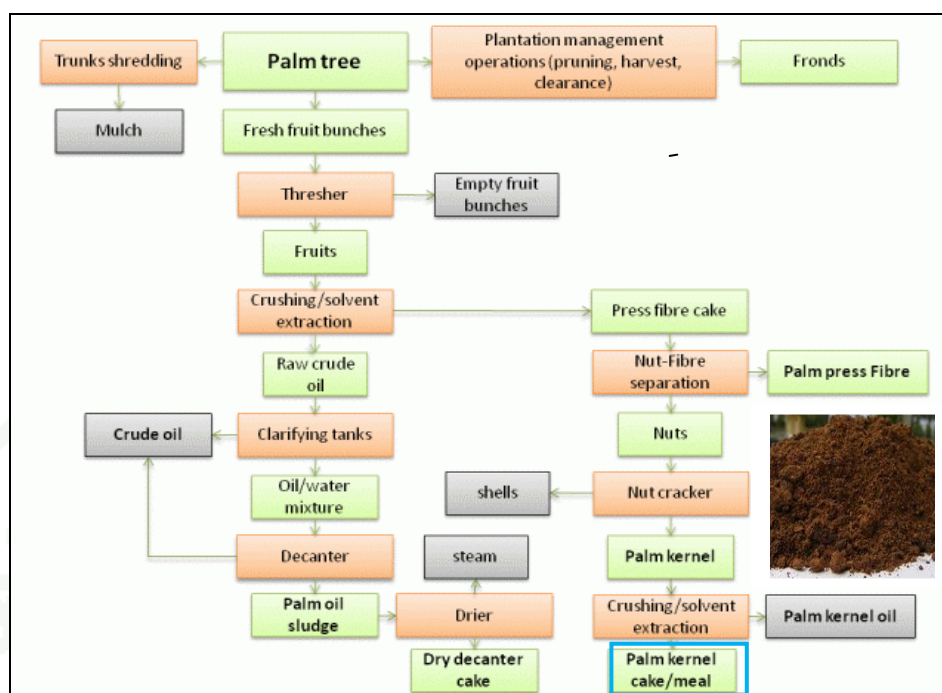 Trunks shredding
Palm tree
Plantation management
operations (pruning, harvest,
clearance)
Fronds
Mulch
Fresh fruit bunches
Thresher
Empty fruit
bunches
Fruits
Crushing/solvent
extraction
Press fibre cake
Raw crude
oil
Nut-Fibre
separation
Palm press Fibre
Crude oil
Clarifying tanks
Nuts
Oil/water
mixture
shells
Nut cracker
Decanter
steam
Palm kernel
Palm oil
sludge
Drier
Crushing/solvent
extraction
Palm kernel oil
Dry decanter
cake
Palm kernel
cake/meal